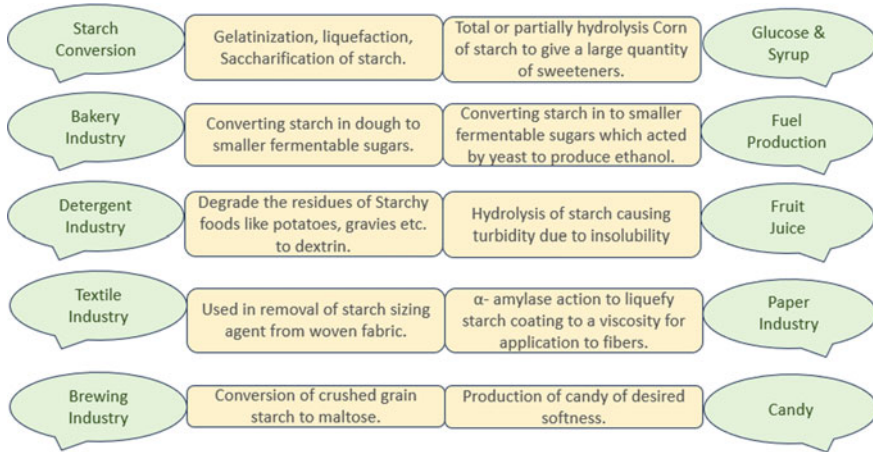 Starch
Conversion
Gelatinization, liquefaction,
Saccharification of starch.
Total or partially hydrolysis Corn
of starch to give a large quantity
of sweeteners.
Glucose &
Syrup
Bakery
Industry
Converting starch in dough to
smaller fermentable sugars.
Converting starch in to smaller
fermentable sugars which acted
by yeast to produce ethanol.
Fuel
Production
Detergent
Industry
Degrade the residues of Starchy
foods like potatoes, gravies etc.
to dextrin.
Hydrolysis of starch causing
turbidity due to insolubility
Fruit
Juice
Textile
Industry
Used in removal of starch sizing
agent from woven fabric.
α- amylase action to liquefy
starch coating to a viscosity for
application to fibers.
Paper
Industry
Brewing
Industry
Conversion of crushed grain
starch to maltose.
Production of candy of desired
softness.
Candy